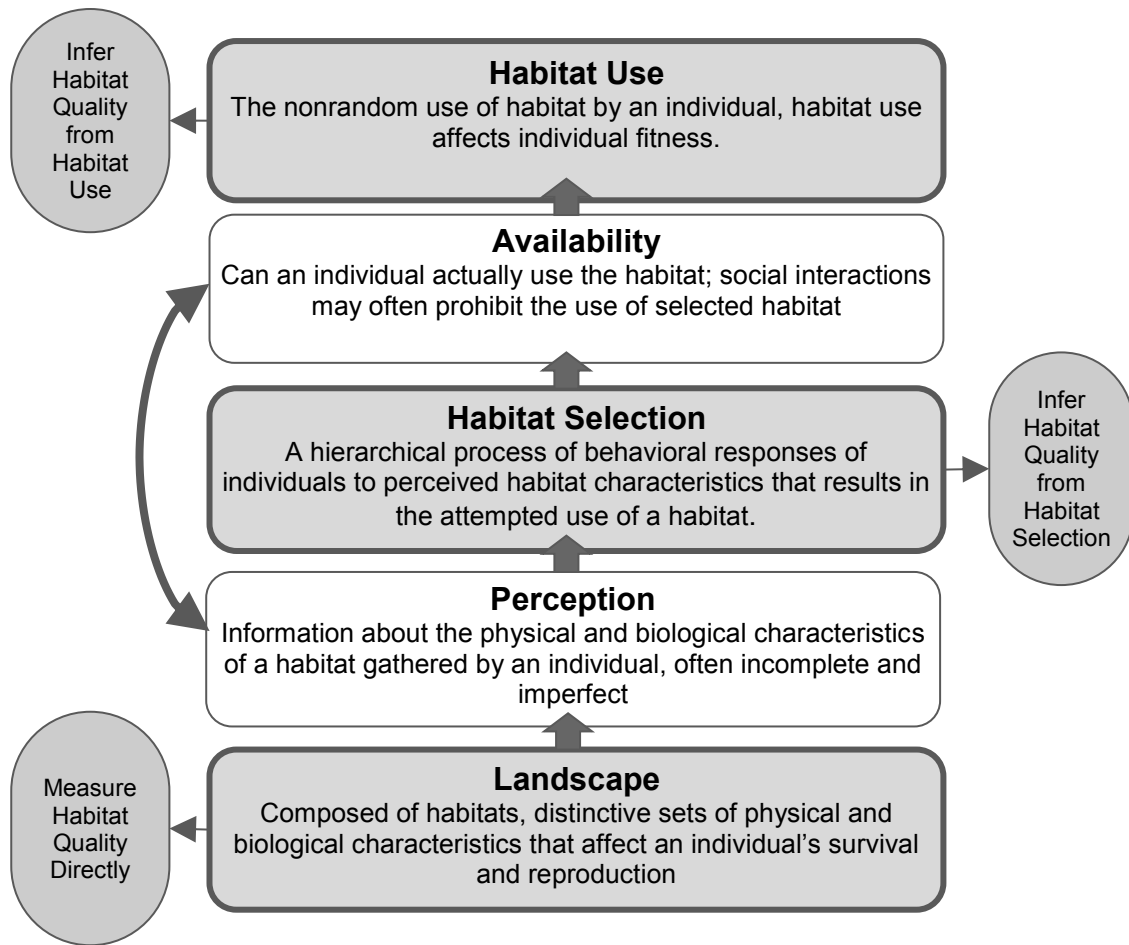 Infer
Habitat
Quality
from
Habitat
Use
Habitat Use
The nonrandom use of habitat by an individual, habitat use
affects individual fitness.
Availability
Can an individual actually use the habitat; social interactions
may often prohibit the use of selected habitat
Habitat Selection
A hierarchical process of behavioral responses of
individuals to perceived habitat characteristics that results in
the attempted use of a habitat.
Infer
Habitat
Quality
from
Habitat
Selection
Perception
Information about the physical and biological characteristics
of a habitat gathered by an individual, often incomplete and
imperfect
Measure
Habitat
Quality
Directly
Landscape
Composed of habitats, distinctive sets of physical and
biological characteristics that affect an individual’s survival
and reproduction